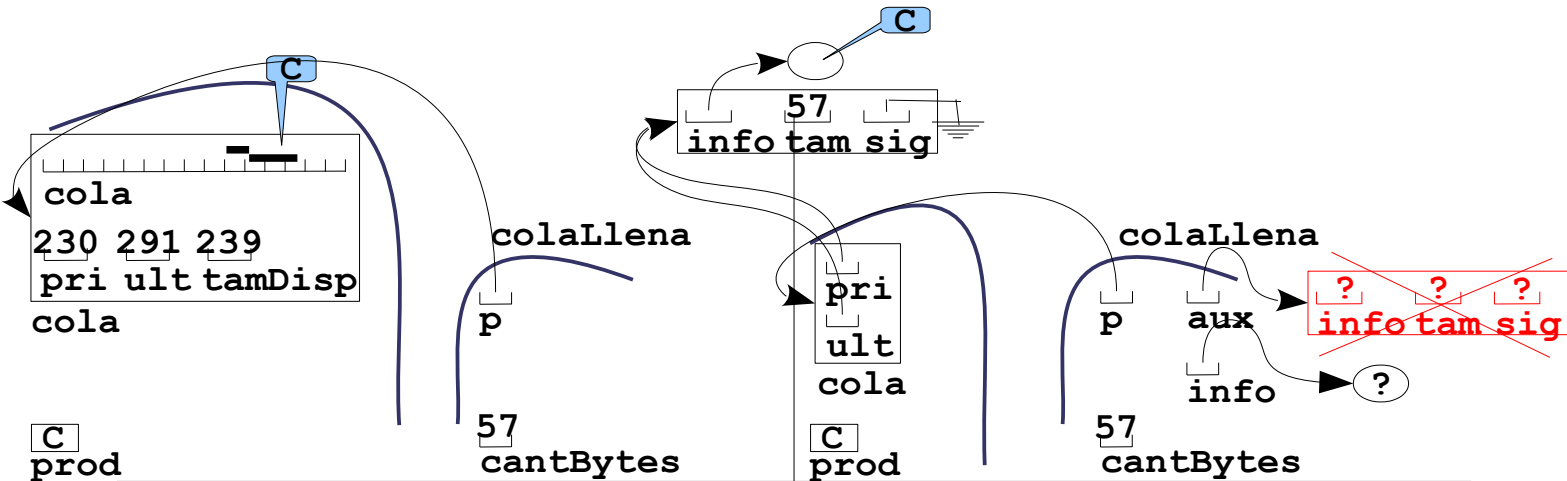 C
cola
230 291 239
pri ult tamDisp
cola
colaLlena
p
C
prod
57
cantBytes
C
57
info tam sig
pri
ult
cola
colaLlena
p
aux
info
? ? ?
info tam sig
?
C
prod
57
cantBytes